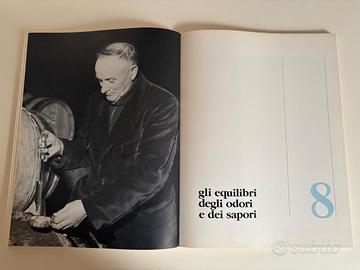 gli equilibri
degli odori
e dei sapori
8
subito